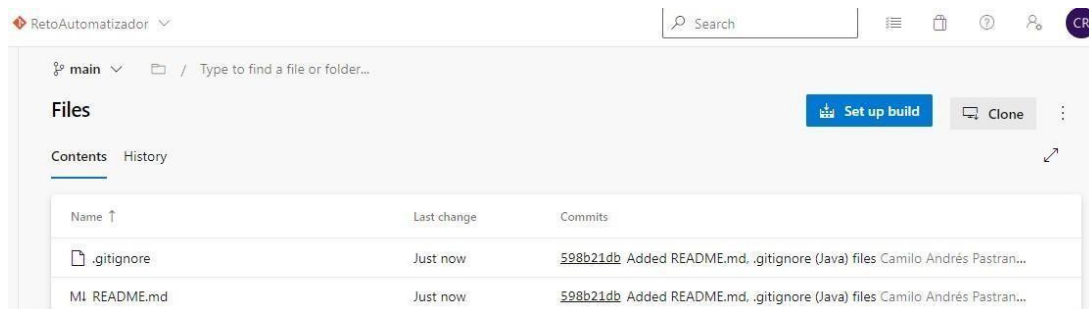 RetoAutomatizador Search CR
main / Type to find a file or folder...
Files Set up build Clone
Contents History
Name ↑ Last change Commits
.gitignore Just now 598b21db Added README.md, .gitignore (Java) files Camilo Andrés Pastran...
M↓ README.md Just now 598b21db Added README.md, .gitignore (Java) files Camilo Andrés Pastran...